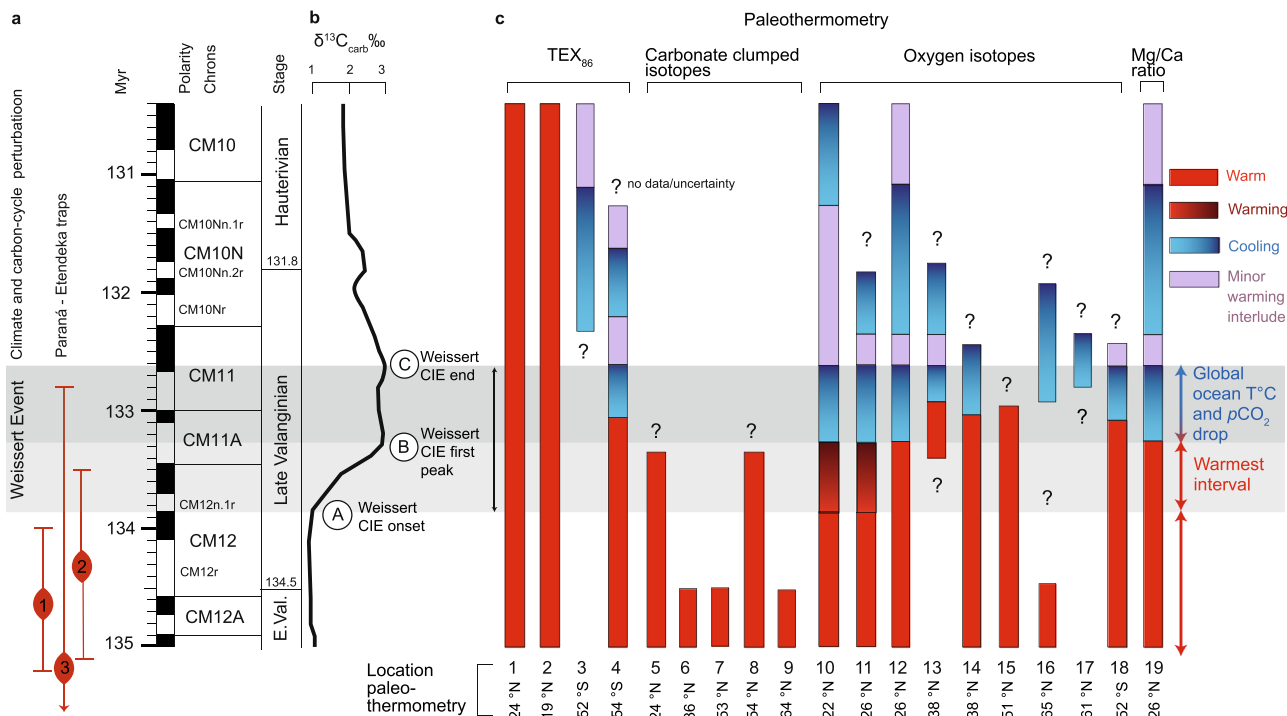 a
b
c
Paleothermometry
δ13Ccarb‰
1 2 3
TEX86
Carbonate clumped
isotopes
Oxygen isotopes
Mg/Ca
ratio
Climate and carbon-cycle perturbatioon
Paraná - Etendeka traps
Myr
Polarity
Chrons
Stage
CM10
131
CM10Nn.1r
CM10N
CM10Nn.2r
132
CM10Nr
CM11
133
CM11A
CM12n.1r
134
CM12
CM12r
CM12A
135
Hauterivian
131.8
Late Valanginian
134.5
E.Val.
Weissert Event
1
2
3
C
Weissert
CIE end
B
Weissert
CIE first
peak
A
Weissert
CIE onset
? no data/uncertainty
?
?
?
?
?
?
?
?
?
?
?
?
?
?
Warm
Warming
Cooling
Minor
warming
interlude
Global
ocean T°C
and pCO2
drop
Warmest
interval
Location
paleo-
thermometry
1 2 3 4 5 6 7 8 9 10 11 12 13 14 15 16 17 18 19
24 °N
19 °N
52 °S
54 °S
24 °N
36 °N
53 °N
54 °N
64 °N
22 °N
26 °N
26 °N
38 °N
38 °N
51 °N
65 °N
61 °N
52 °S
26 °N